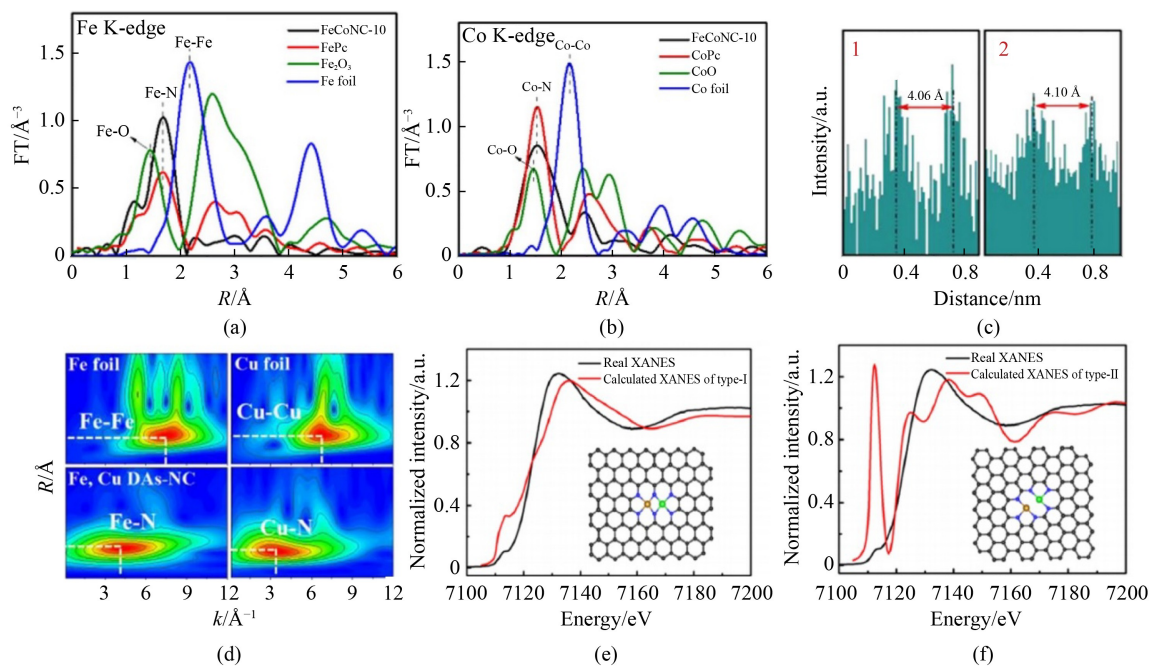 Fe K-edge
FeCoNC-10
FePc
Fe₂O₃
Fe foil
Fe-Fe
Fe-N
Fe-O
FT/Å⁻³
1.5
1.0
0.5
0
0 1 2 3 4 5 6
R/Å
(a)
Co K-edge
FeCoNC-10
CoPc
CoO
Co foil
Co-Co
Co-N
Co-O
FT/Å⁻³
1.5
1.0
0.5
0
0 1 2 3 4 5 6
R/Å
(b)
1
2
4.06 Å
4.10 Å
Intensity/a.u.
0 0.4 0.8 0.4 0.8
Distance/nm
(c)
Fe foil
Cu foil
Fe-Fe
Cu-Cu
Fe, Cu DAs-NC
Fe-N
Cu-N
R/Å
3 6 9 12 3 6 9 12
k/Å⁻¹
(d)
Real XANES
Calculated XANES of type-I
Normalized intensity/a.u.
1.2
0.8
0.4
0
7100 7120 7140 7160 7180 7200
Energy/eV
(e)
Real XANES
Calculated XANES of type-II
Normalized intensity/a.u.
1.2
0.8
0.4
0
7100 7120 7140 7160 7180 7200
Energy/eV
(f)